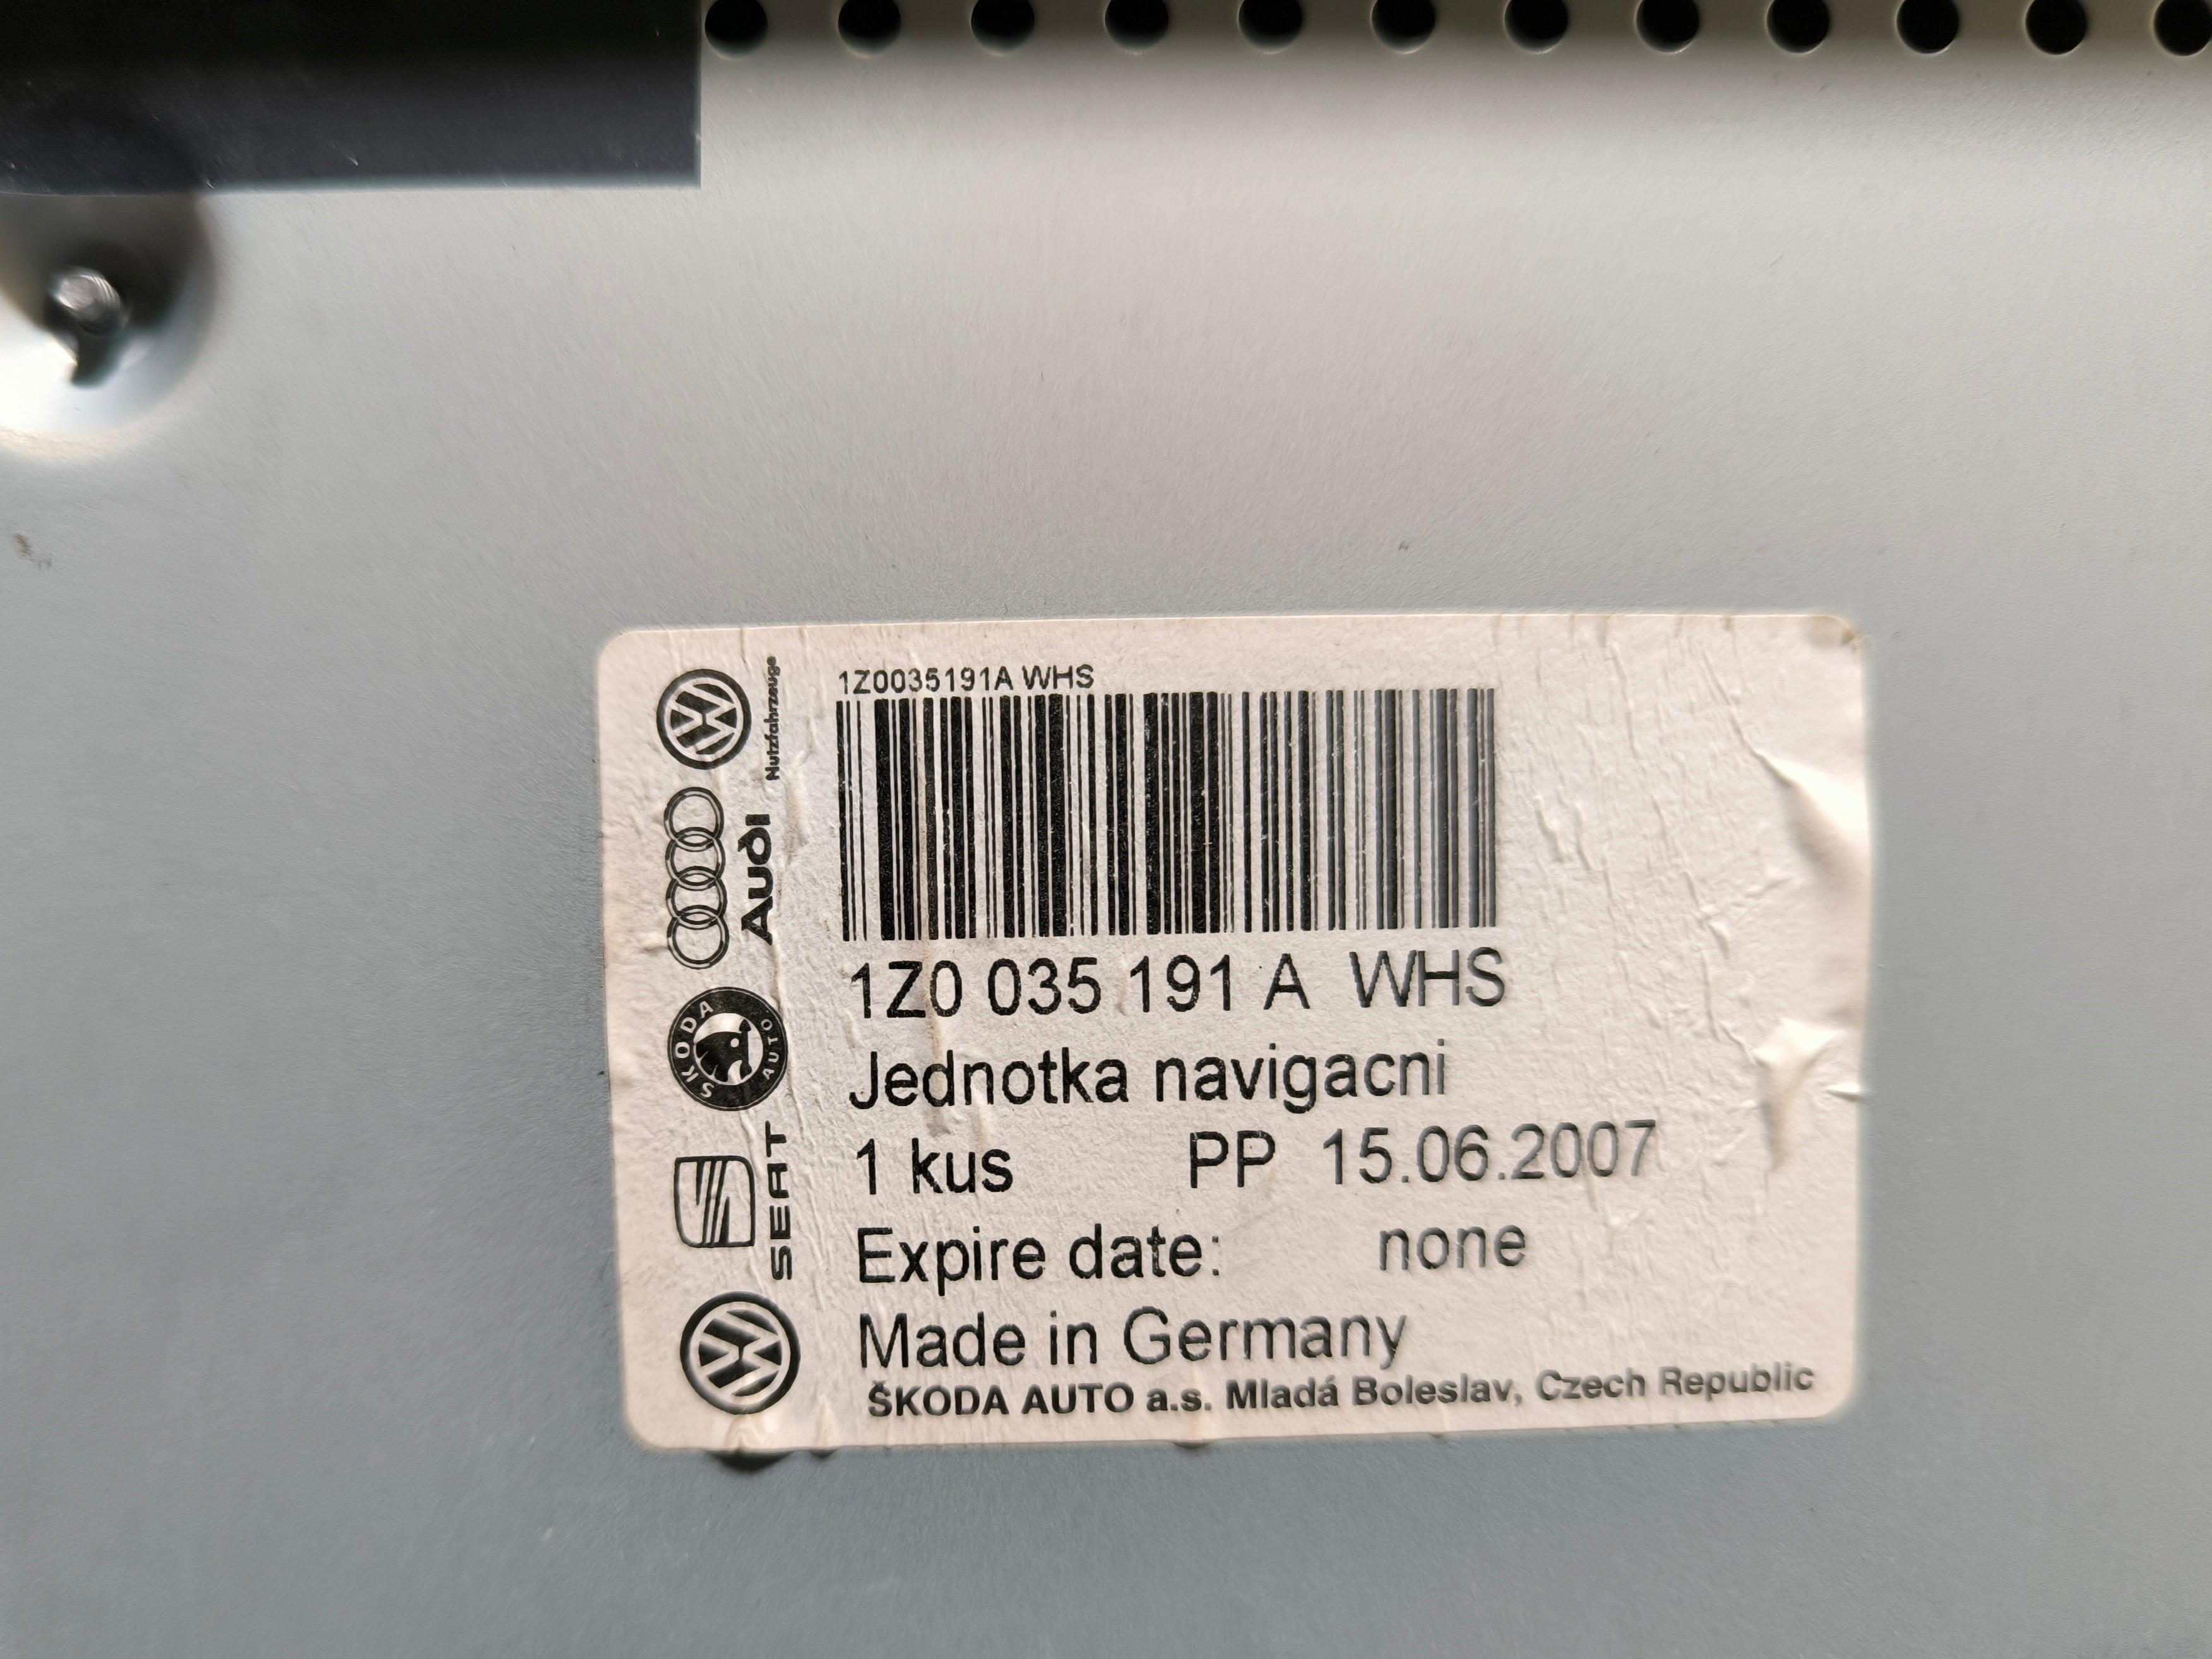 Nutzfahrzeuge
Audi
SKODA AUTO
SEAT
1Z0035191A WHS
1Z0 035 191 A WHS
Jednotka navigacni
1 kus PP 15.06.2007
Expire date: none
Made in Germany
ŠKODA AUTO a.s. Mladá Boleslav, Czech Republic